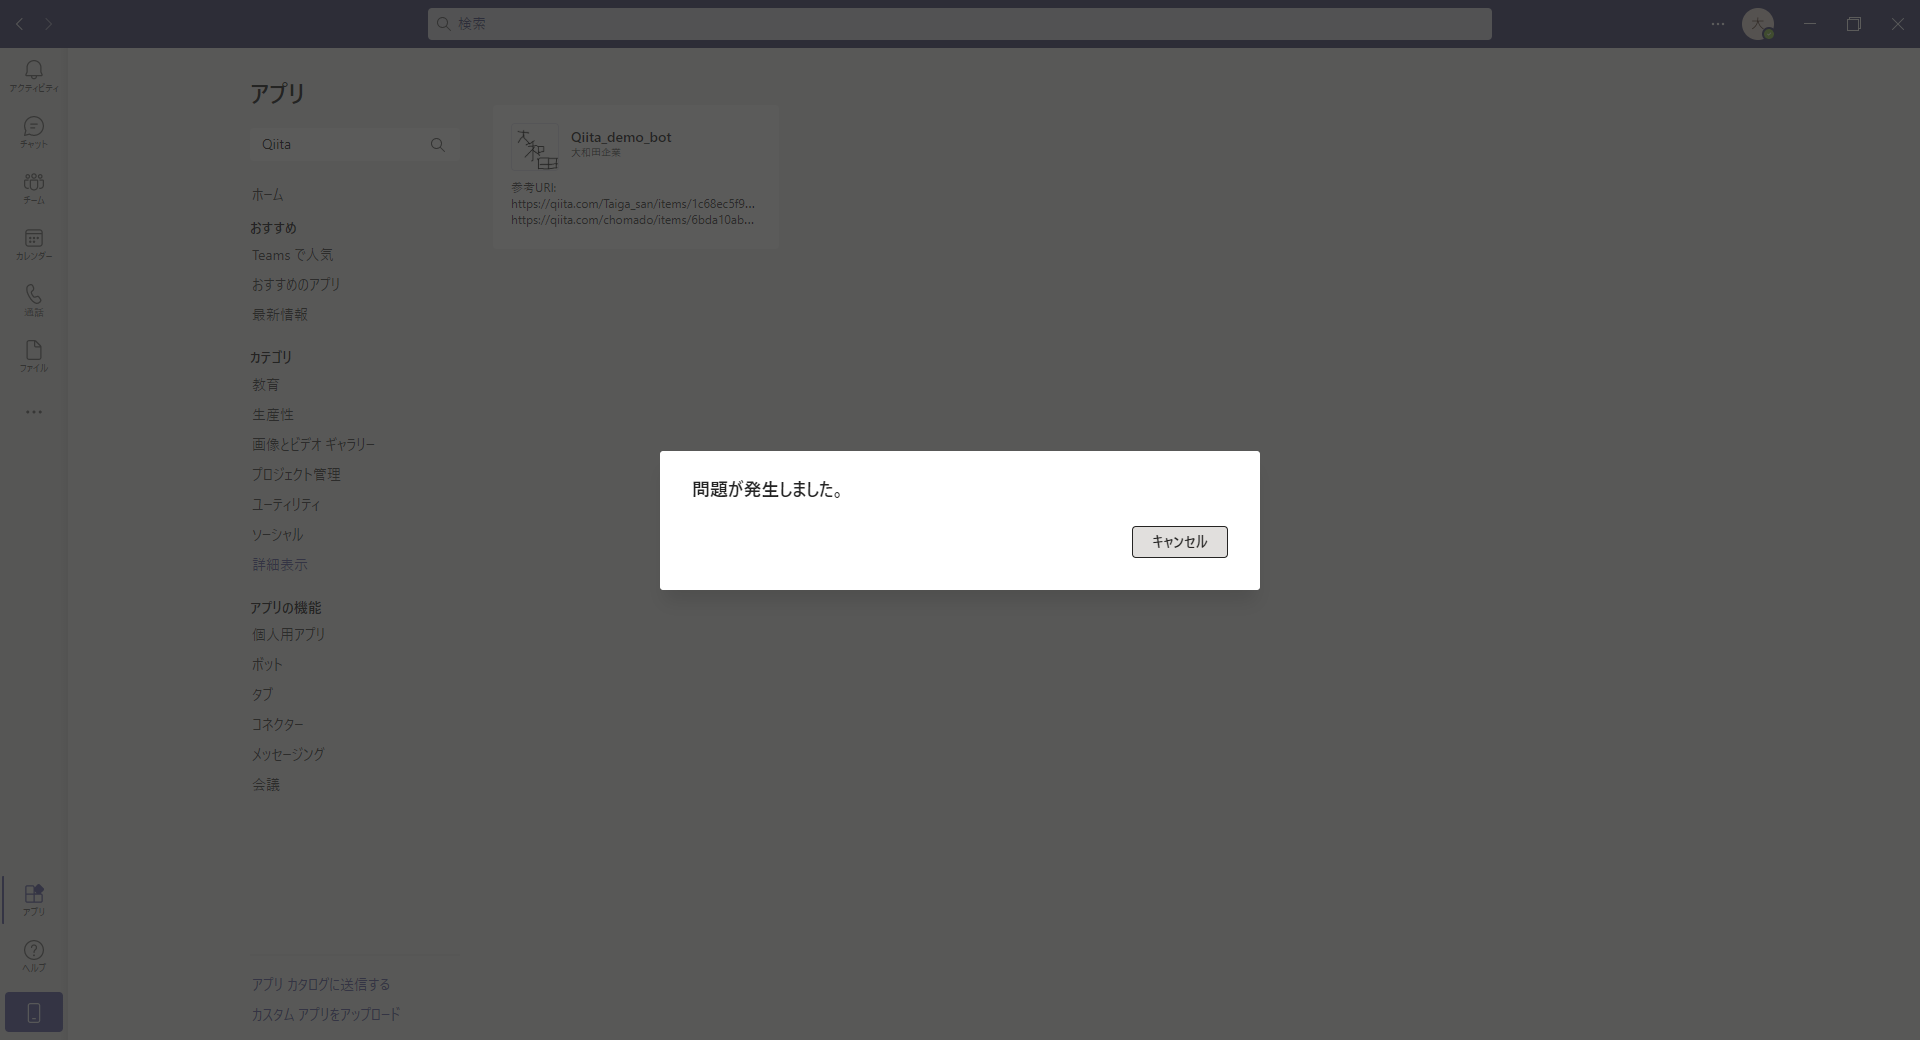 検索
大
アクティビティ
チャット
チーム
カレンダー
通話
ファイル
アプリ
Qiita
ホーム
おすすめ
Teams で人気
おすすめのアプリ
最新情報
カテゴリ
教育
生産性
画像とビデオ ギャラリー
プロジェクト管理
ユーティリティ
ソーシャル
詳細表示
アプリの機能
個人用アプリ
ボット
タブ
コネクター
メッセージング
会議
アプリ カタログに送信する
カスタム アプリをアップロード
大和田
Qiita_demo_bot
大和田企業
参考URI:
https://qiita.com/Taiga_san/items/1c68ec5f9...
https://qiita.com/chomado/items/6bda10ab...
問題が発生しました。
キャンセル
アプリ
ヘルプ